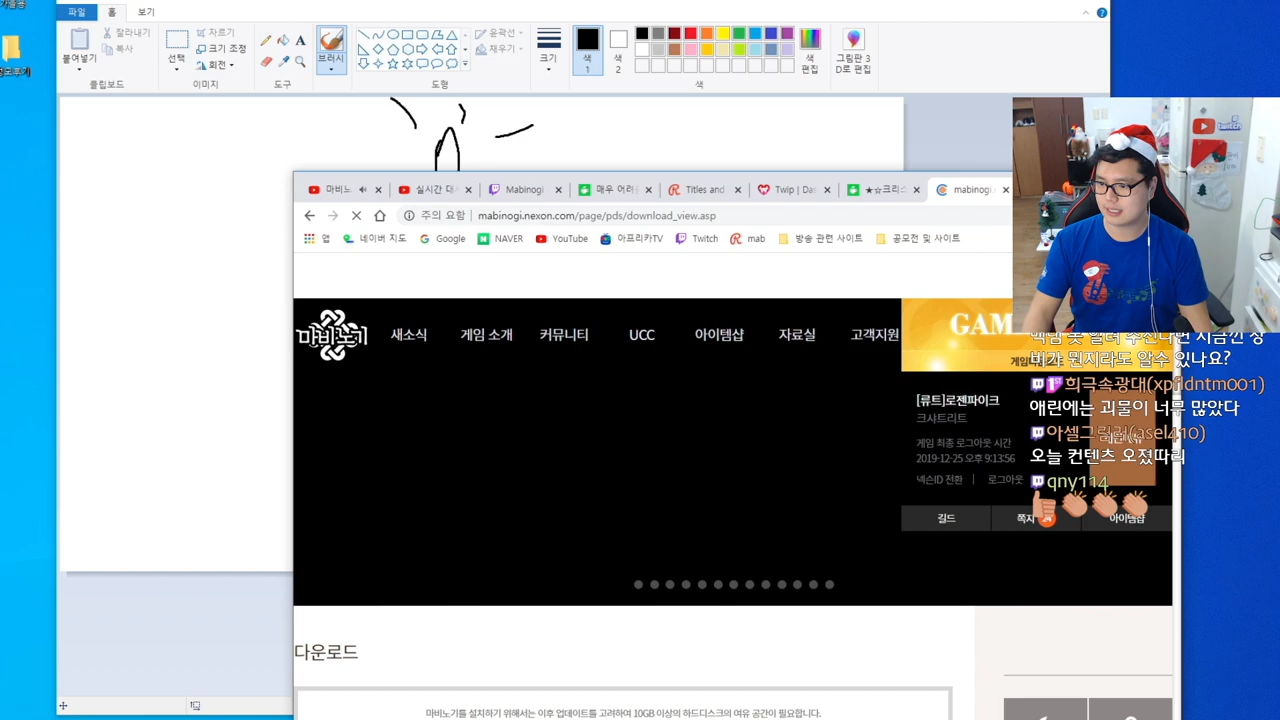 파일 홈 보기
붙여넣기 잘라내기 복사
선택 자르기 크기 조정 회전
A 브러시 윤곽선 채우기
크기 색 1 색 2 색 편집 그림판 3D로 편집
클립보드 이미지 도구 도형 색
마비노 실시간 대 Mabinogi 매우 어려운 Titles and Twip | Das ★☆크리스 mabinogi.n
주의 요함 mabinogi.nexon.com/page/pds/download_view.asp
앱 네이버 지도 Google NAVER YouTube 아프리카TV Twitch mab 방송 관련 사이트 공모전 및 사이트
마비노기 새소식 게임 소개 커뮤니티 UCC 아이템샵 자료실 고객지원
GAM
[류트]로젠파이크
크사트리트
게임 최종 로그아웃 시간
2019-12-25 오후 9:13:56
넥슨ID 전환 로그아웃
길드 쪽지 아이템샵
비가 뭔지라도 알수 있나요?
희극속광대(xpfldntm001)
애린에는 괴물이 너무 많았다
아셀그림러(asel410)
오늘 컨텐츠 오졌따리
qny114
다운로드
마비노기를 설치하기 위해서는 이후 업데이트를 고려하여 10GB 이상의 하드디스크의 여유 공간이 필요합니다.